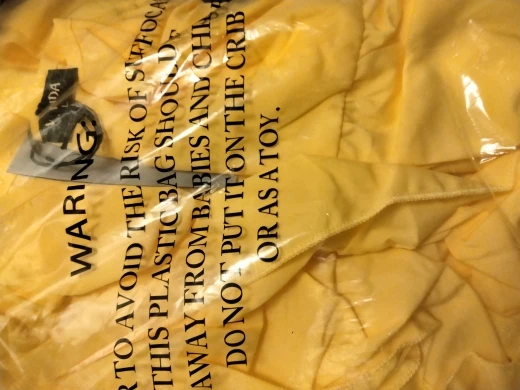 WARING:
R TO AVOID THE RISK OF SUFFOCA
THIS PLASTIC BAG SHOULD
AWAY FROM BABIES AND CHI
DO NOT PUT IT ON THE CRIB
OR AS A TOY.